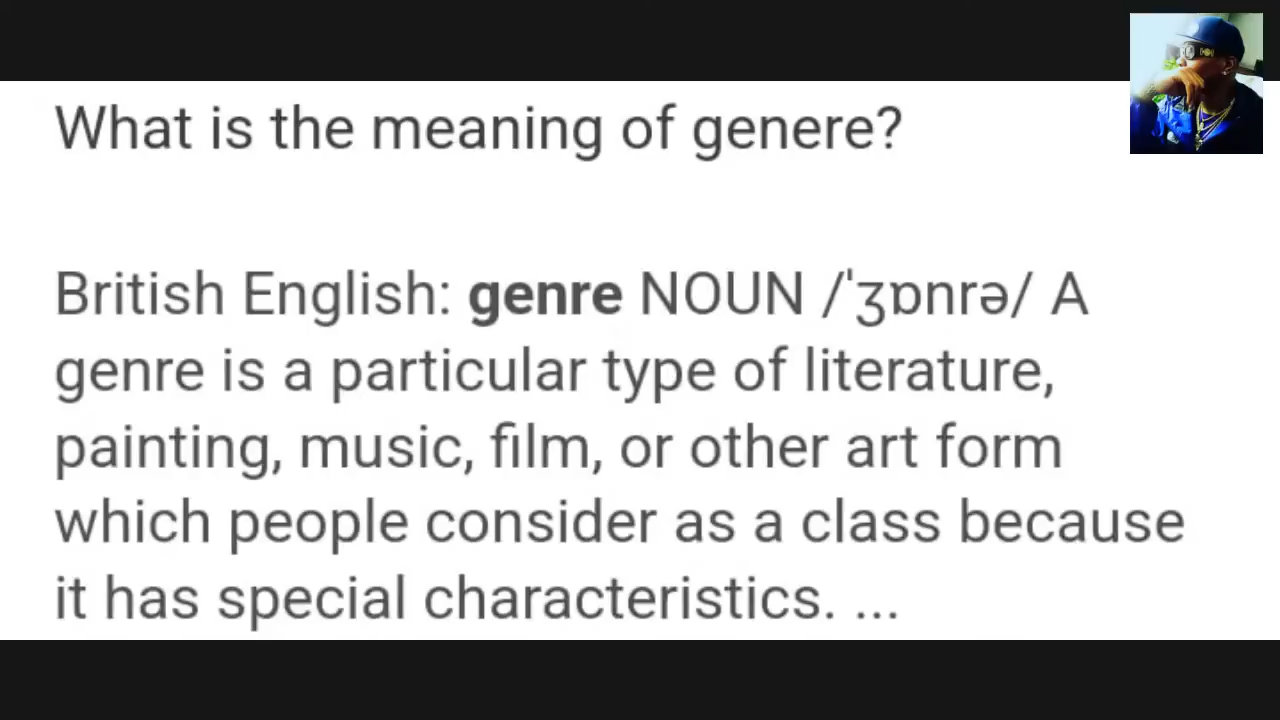 What is the meaning of genere?
British English: genre NOUN /ˈʒɒnrə/ A
genre is a particular type of literature,
painting, music, film, or other art form
which people consider as a class because
it has special characteristics. ...